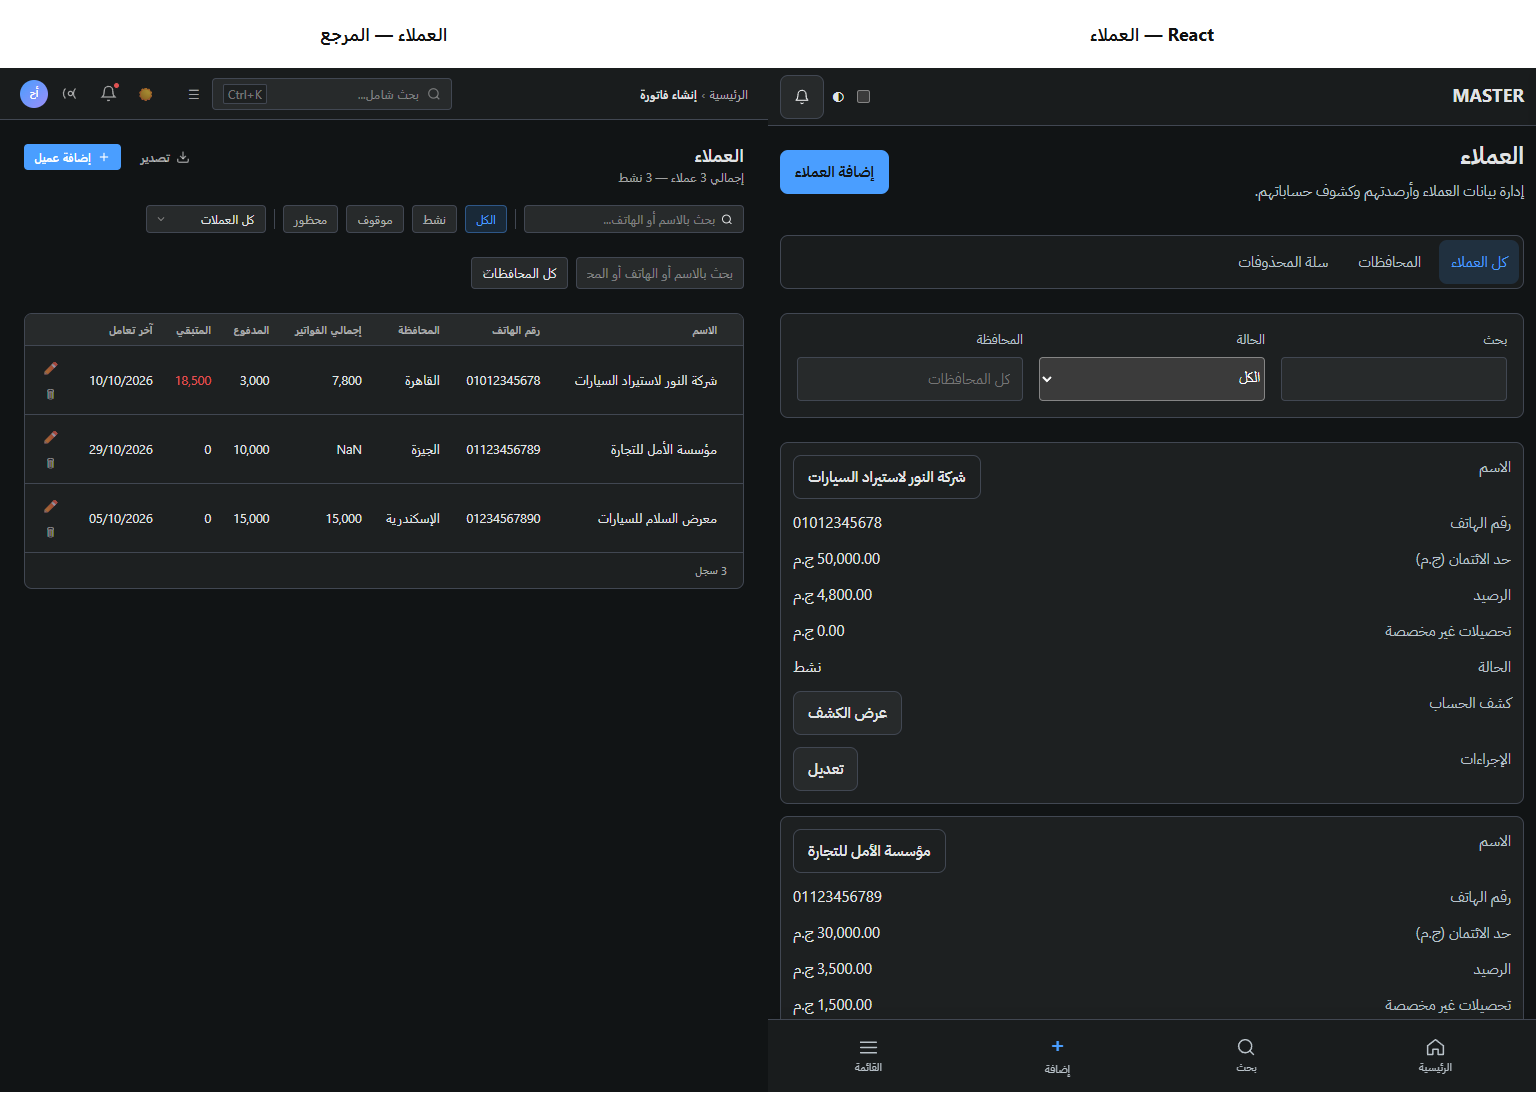 العملاء — المرجع
React — العملاء
الرئيسية › إنشاء فاتورة
بحث شامل... Ctrl+K
أح
العملاء
إجمالي 3 عملاء — 3 نشط
تصدير
إضافة عميل +
بحث بالاسم أو الهاتف...
الكل
نشط
موقوف
محظور
كل العملات
بحث بالاسم أو الهاتف أو المح
كل المحافظات
الاسم رقم الهاتف المحافظة إجمالي الفواتير المدفوع المتبقي آخر تعامل
شركة النور لاستيراد السيارات 01012345678 القاهرة 7,800 3,000 18,500 10/10/2026
مؤسسة الأمل للتجارة 01123456789 الجيزة NaN 10,000 0 29/10/2026
معرض السلام للسيارات 01234567890 الإسكندرية 15,000 15,000 0 05/10/2026
3 سجل
MASTER
العملاء
إدارة بيانات العملاء وأرصدتهم وكشوف حساباتهم.
إضافة العملاء
كل العملاء
المحافظات
سلة المحذوفات
بحث
الحالة
الكل
المحافظة
كل المحافظات
الاسم شركة النور لاستيراد السيارات
رقم الهاتف 01012345678
حد الائتمان (ج.م) 50,000.00 ج.م
الرصيد 4,800.00 ج.م
تحصيلات غير مخصصة 0.00 ج.م
الحالة نشط
كشف الحساب عرض الكشف
الإجراءات تعديل
الاسم مؤسسة الأمل للتجارة
رقم الهاتف 01123456789
حد الائتمان (ج.م) 30,000.00 ج.م
الرصيد 3,500.00 ج.م
تحصيلات غير مخصصة 1,500.00 ج.م
الرئيسية
بحث
إضافة
القائمة